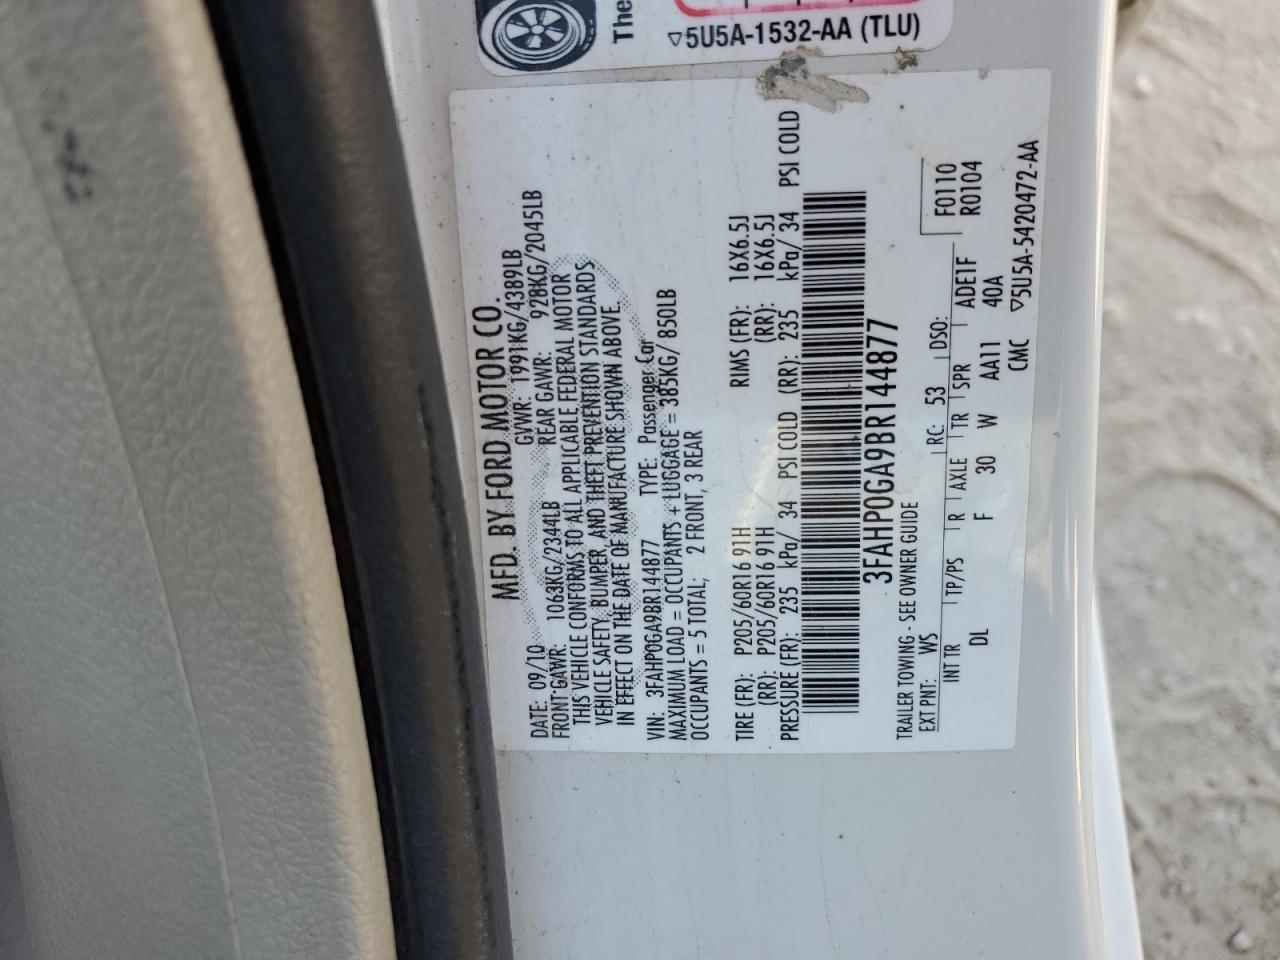 The
▽5U5A-1532-AA (TLU)
MFD. BY FORD MOTOR CO.
DATE: 09/10 GVWR: 1991KG/4389LB
FRONT GAWR: 1063KG/2344LB REAR GAWR: 928KG/2045LB
THIS VEHICLE CONFORMS TO ALL APPLICABLE FEDERAL MOTOR
VEHICLE SAFETY, BUMPER, AND THEFT PREVENTION STANDARDS
IN EFFECT ON THE DATE OF MANUFACTURE SHOWN ABOVE.
VIN: 3FAHP0GA9BR144877 TYPE: Passenger Car
MAXIMUM LOAD = OCCUPANTS + LUGGAGE = 385KG/ 850LB
OCCUPANTS = 5 TOTAL; 2 FRONT, 3 REAR
TIRE (FR): P205/60R16 91H RIMS (FR): 16X6.5J
(RR): P205/60R16 91H (RR): 16X6.5J
PRESSURE (FR): 235 kPa/ 34 PSI COLD (RR): 235 kPa/ 34 PSI COLD
3FAHP0GA9BR144877
TRAILER TOWING - SEE OWNER GUIDE F0110
EXT PNT: WS RC: 53 DSO: R0104
INT TR TP/PS R AXLE TR SPR ADE1F
DL F 30 W AA11 40A
CMC ▽5U5A-5420472-AA